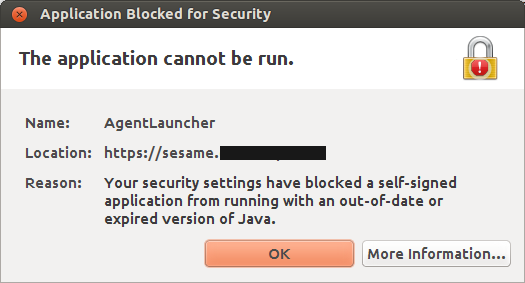 Application Blocked for Security
The application cannot be run.
Name: AgentLauncher
Location: https://sesame.
Reason: Your security settings have blocked a self-signed
application from running with an out-of-date or
expired version of Java.
OK More Information...